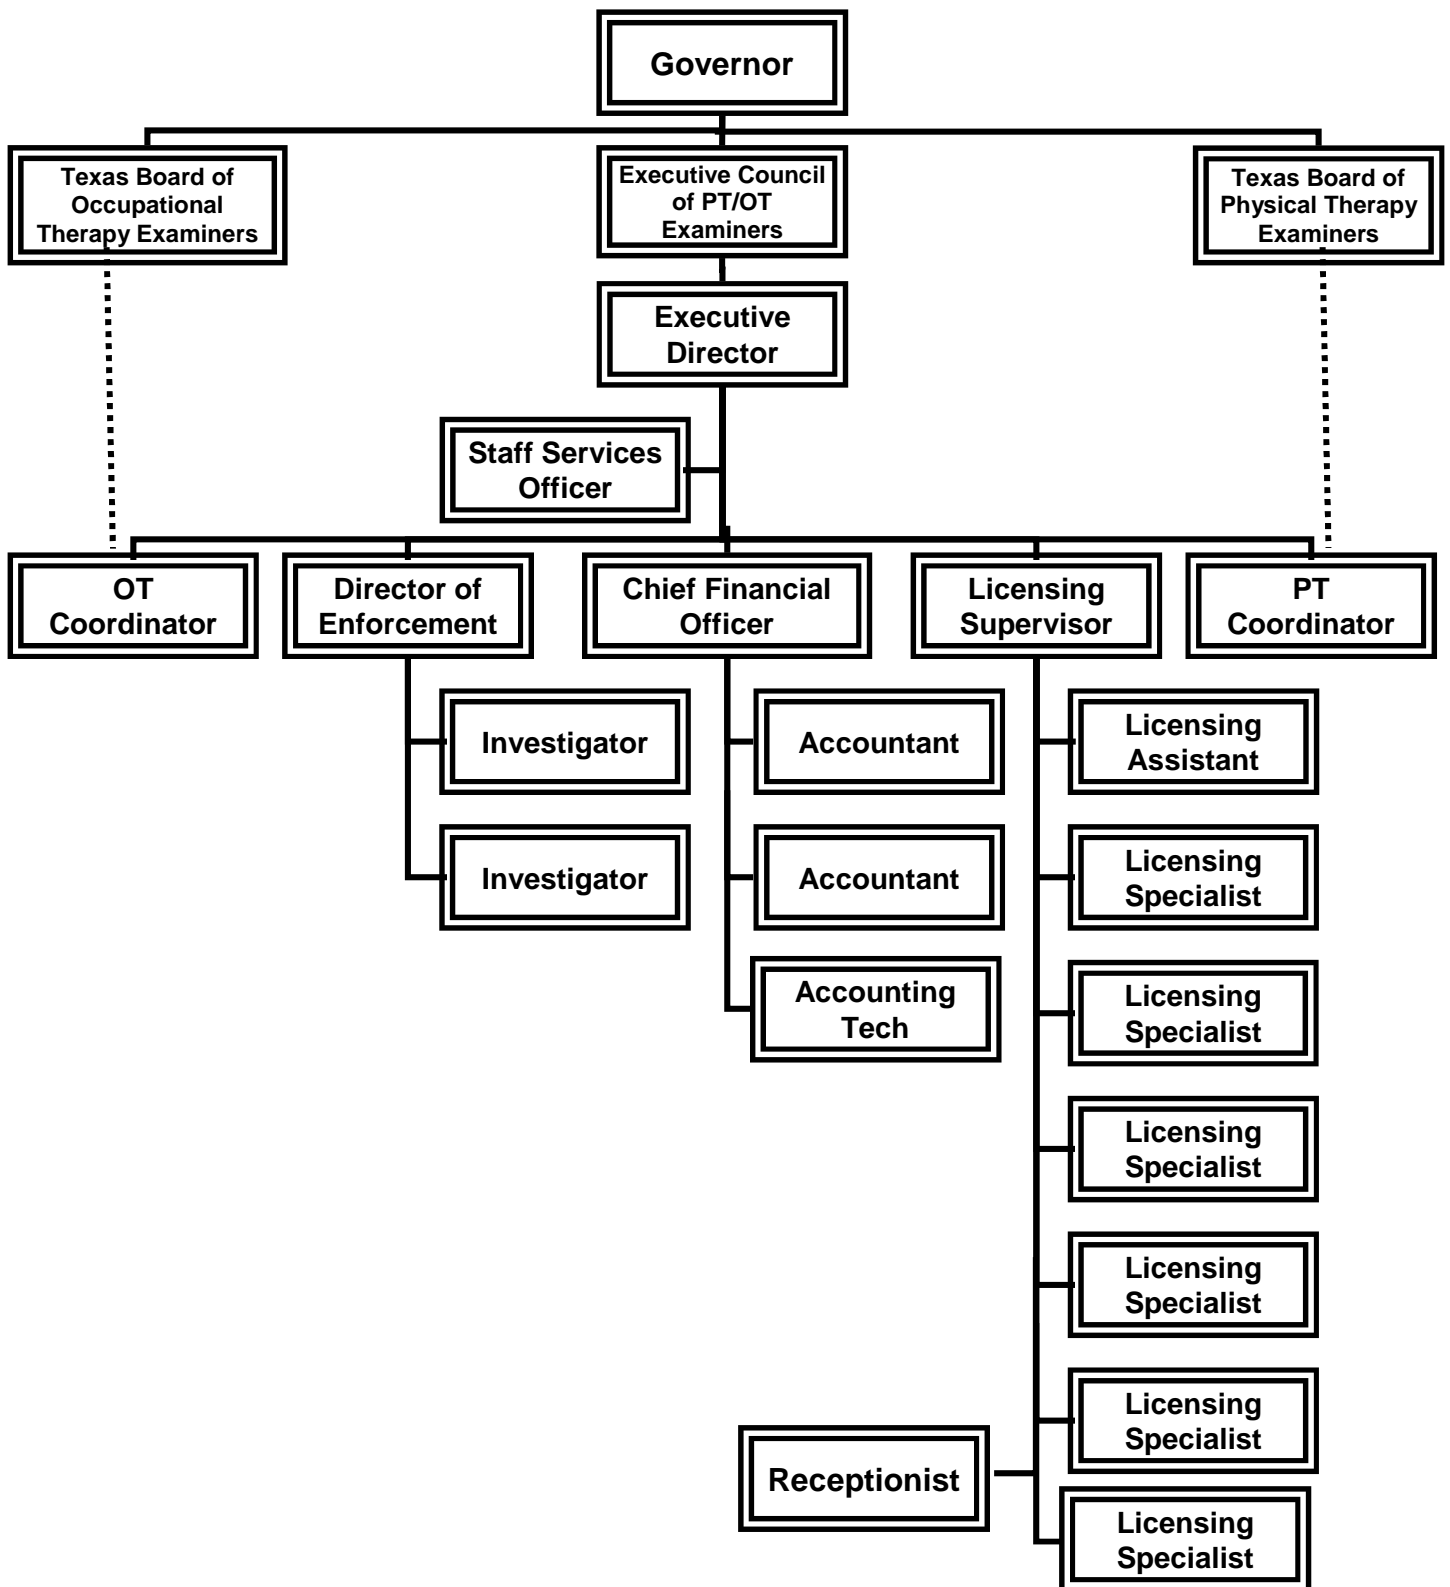 Governor
Texas Board of
Occupational
Therapy Examiners
Executive Council
of PT/OT
Examiners
Texas Board of
Physical Therapy
Examiners
Executive
Director
Staff Services
Officer
OT
Coordinator
Director of
Enforcement
Chief Financial
Officer
Licensing
Supervisor
PT
Coordinator
Investigator
Accountant
Licensing
Assistant
Investigator
Accountant
Licensing
Specialist
Accounting
Tech
Licensing
Specialist
Licensing
Specialist
Licensing
Specialist
Licensing
Specialist
Receptionist
Licensing
Specialist